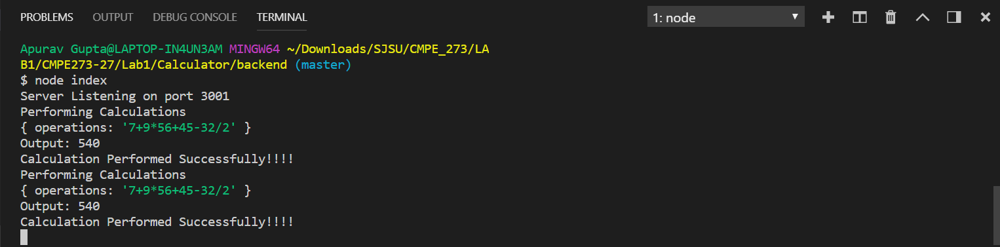 PROBLEMS OUTPUT DEBUG CONSOLE TERMINAL 1: node
Apurav Gupta@LAPTOP-IN4UN3AM MINGW64 ~/Downloads/SJSU/CMPE_273/LA
B1/CMPE273-27/Lab1/Calculator/backend (master)
$ node index
Server Listening on port 3001
Performing Calculations
{ operations: '7+9*56+45-32/2' }
Output: 540
Calculation Performed Successfully!!!!
Performing Calculations
{ operations: '7+9*56+45-32/2' }
Output: 540
Calculation Performed Successfully!!!!